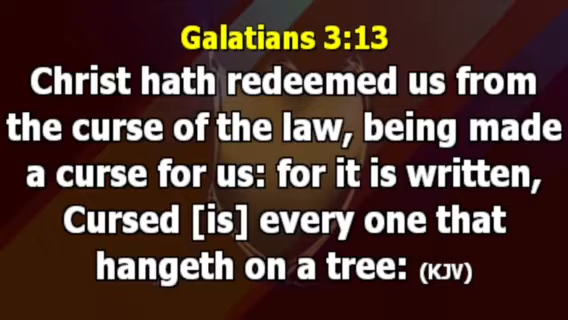 Galatians 3:13
Christ hath redeemed us from
the curse of the law, being made
a curse for us: for it is written,
Cursed [is] every one that
hangeth on a tree: (KJV)